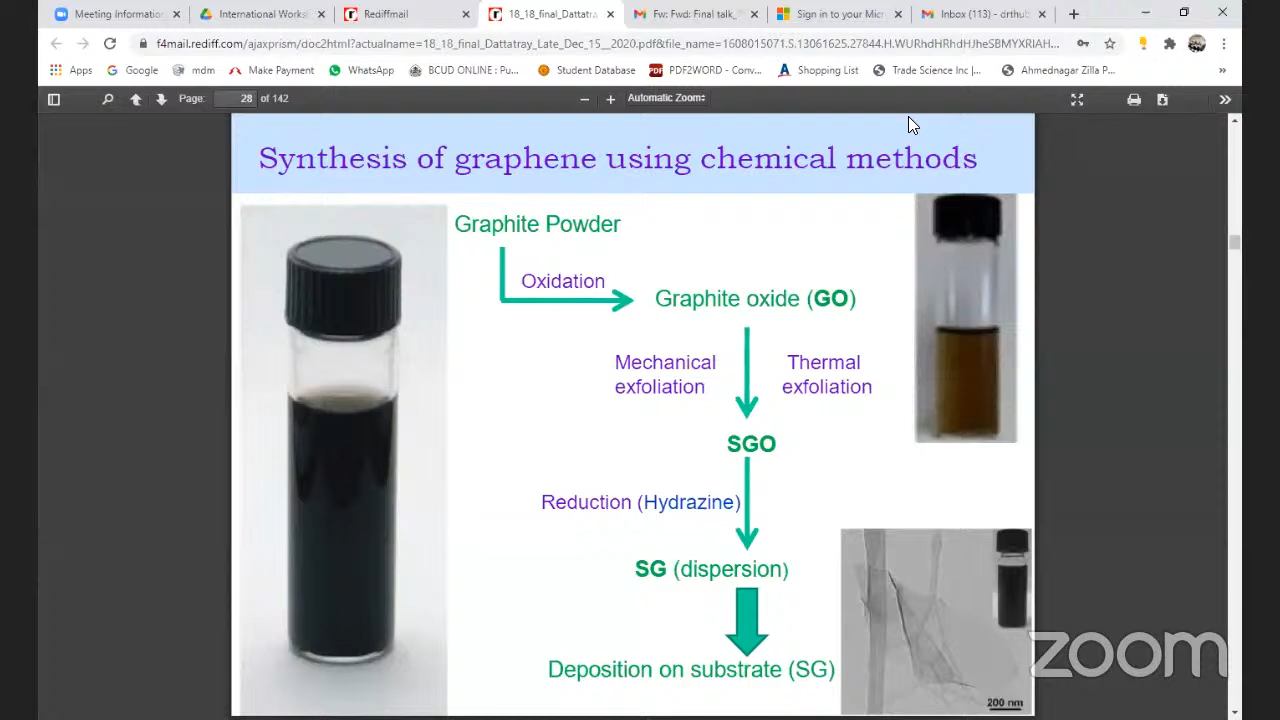 Meeting Information
International Works
Rediffmail
18_18_final_Dattatr
Fw: Fwd: Final talk_
Sign in to your Mic
Inbox (113) - drthub
f4mail.rediff.com/ajaxprism/doc2html?actualname=18_18_final_Dattatray_Late_Dec_15__2020.pdf&file_name=1608015071.S.13061625.27844.H.WURhdHRhdHJheSBMYXRlIH...
Apps
Google
mdm
Make Payment
WhatsApp
BCUD ONLINE : Pu...
Student Database
PDF2WORD - Conv...
Shopping List
Trade Science Inc |...
Ahmednagar Zilla P...
Page: 28 of 142
Automatic Zoom
Synthesis of graphene using chemical methods
Graphite Powder
Oxidation
Graphite oxide (GO)
Mechanical
exfoliation
Thermal
exfoliation
SGO
Reduction (Hydrazine)
SG (dispersion)
Deposition on substrate (SG)
200 nm
zoom